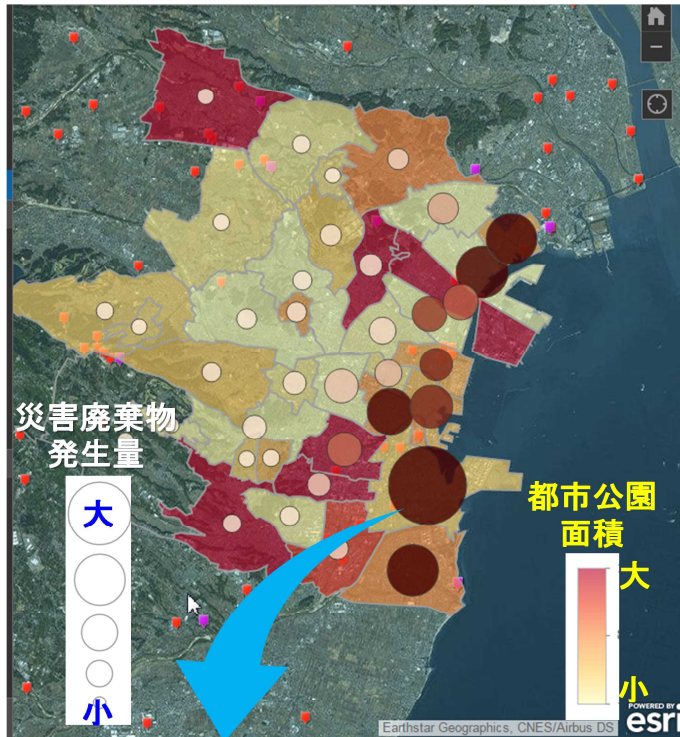 災害廃棄物
発生量
大
小
都市公園
面積
大
小
POWERED BY
esri
Earthstar Geographics, CNES/Airbus DS